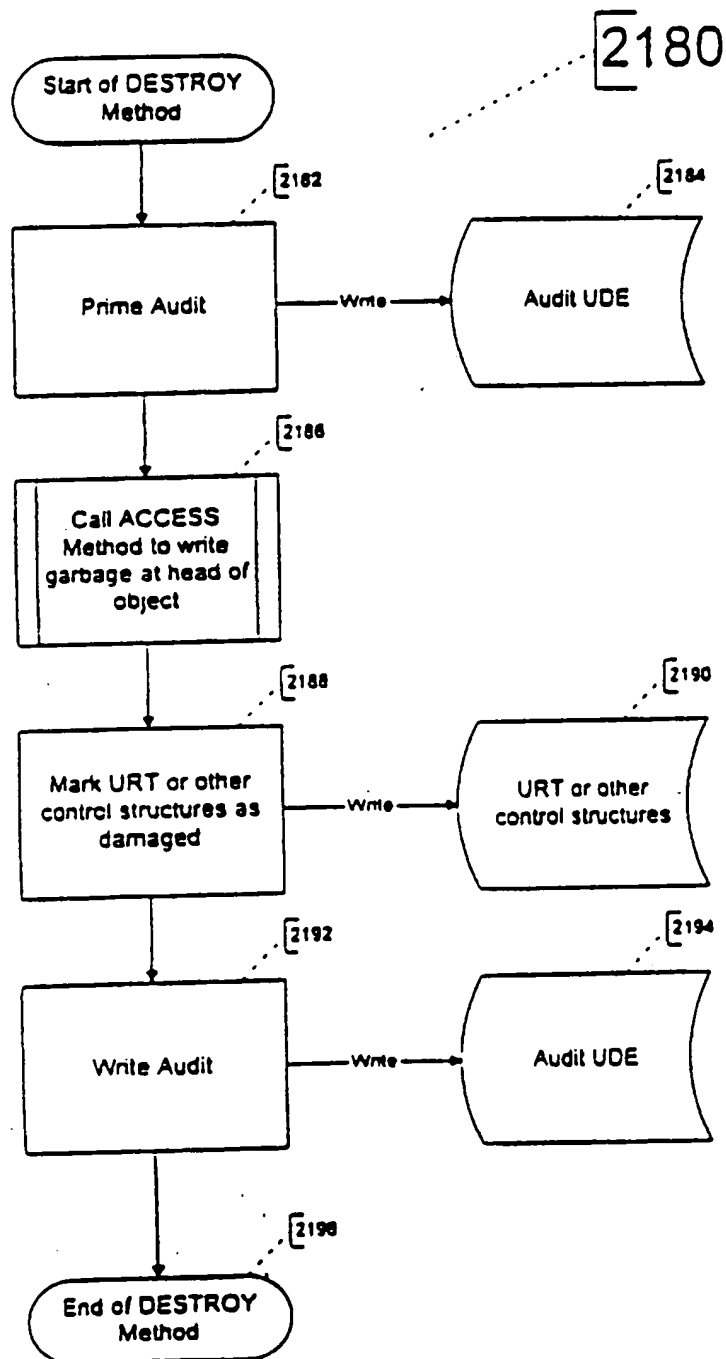 2180
Start of DESTROY
Method
2182
2184
Prime Audit
Write
Audit UDE
2186
Call ACCESS
Method to write
garbage at head of
object
2188
2190
Mark URT or other
control structures as
damaged
Write
URT or other
control structures
2192
2194
Write Audit
Write
Audit UDE
2196
End of DESTROY
Method